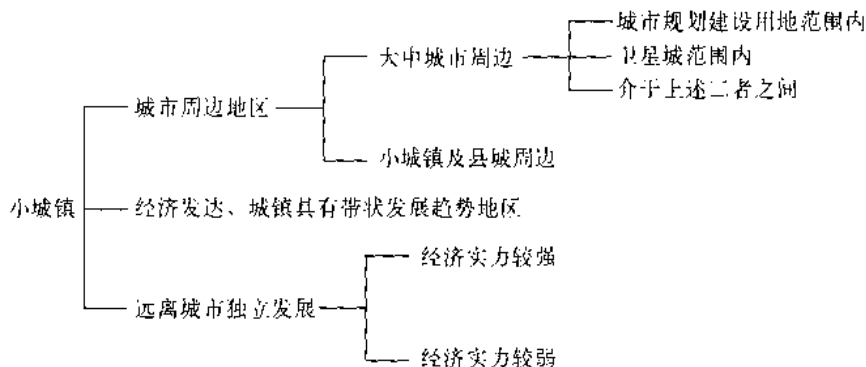 城市规划建设用地范围内
大中城市周边
卫星城范围内
介于上述二者之间
城市周边地区
小城镇及县城周边
小城镇
经济发达、城镇具有带状发展趋势地区
经济实力较强
远离城市独立发展
经济实力较弱